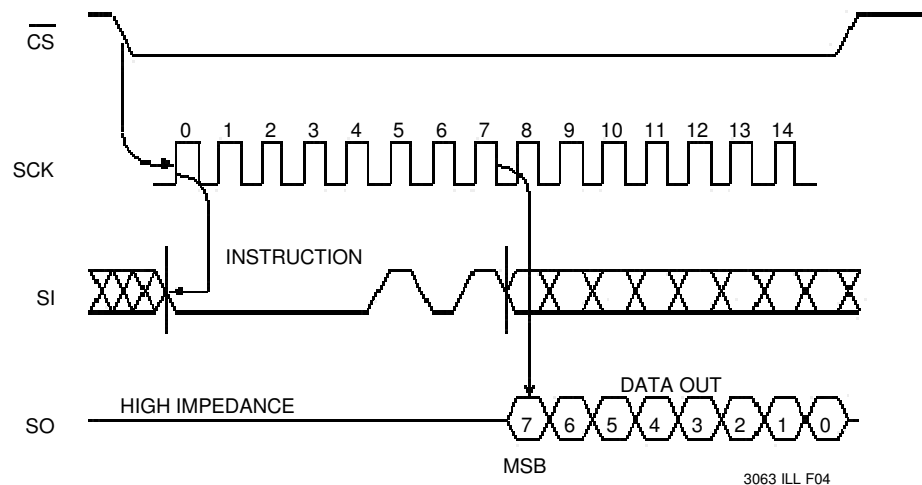 CS
0 1 2 3 4 5 6 7 8 9 10 11 12 13 14
SCK
INSTRUCTION
SI
DATA OUT
HIGH IMPEDANCE
SO
7 6 5 4 3 2 1 0
MSB
3063 ILL F04